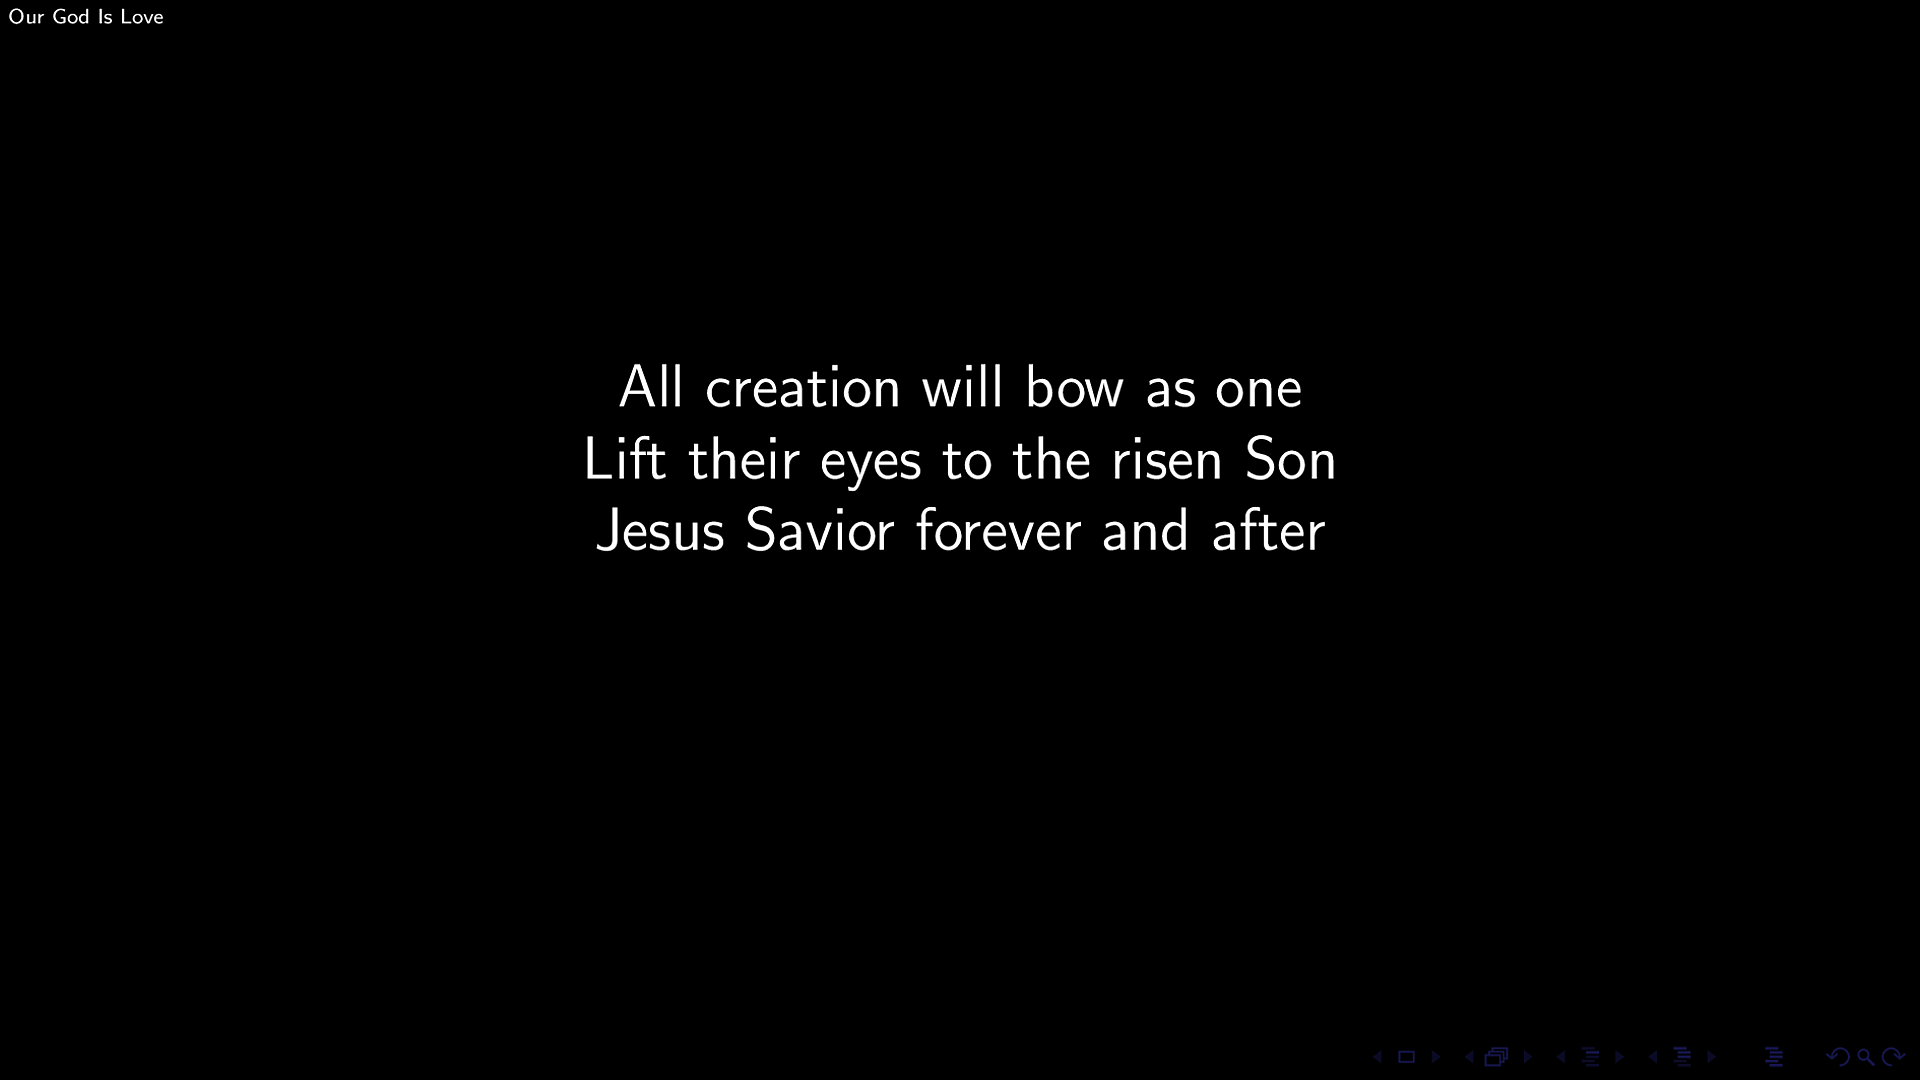 Our God Is Love
All creation will bow as one
Lift their eyes to the risen Son
Jesus Savior forever and after